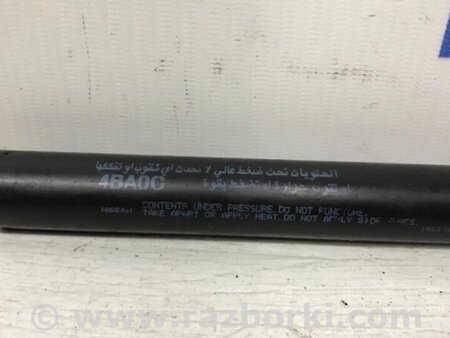 المحتويات تحت ضغط عالي لا تحدث اي ثقوب او تفككها
4BA0C
NISSAN CONTENTS UNDER PRESSURE.DO NOT PUNCTURE.
TAKE APART OR APPLY HEAT.DO NOT APPLY SIDE FORCE.
www.razborki.com